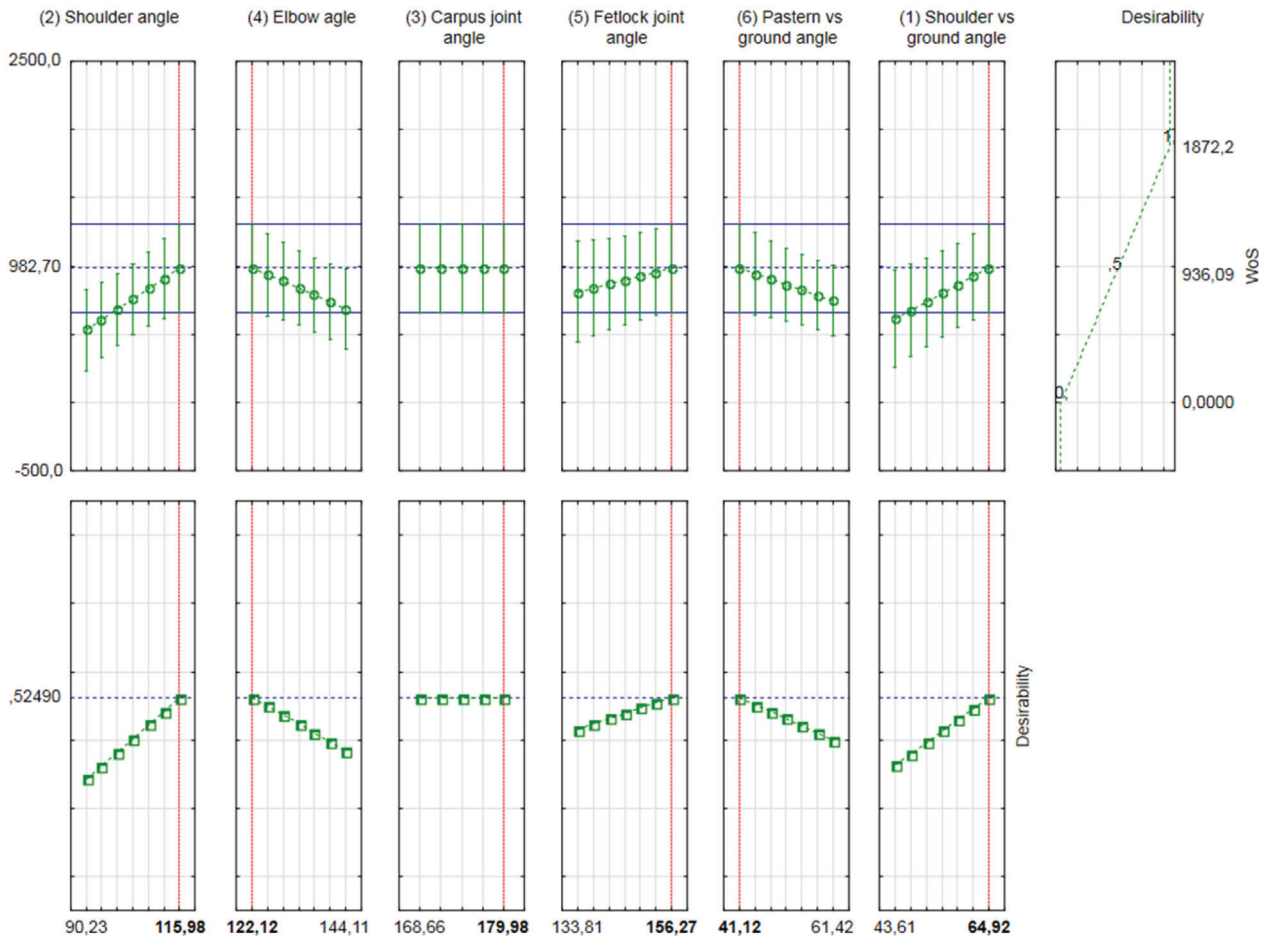 (2) Shoulder angle
(4) Elbow agle
(3) Carpus joint
angle
(5) Fetlock joint
angle
(6) Pastern vs
ground angle
(1) Shoulder vs
ground angle
Desirability
2500,0
982,70
-500,0
1,
1872,2
,5
936,09
0,
0,0000
WoS
,52490
Desirability
90,23
115,98
122,12
144,11
168,66
179,98
133,81
156,27
41,12
61,42
43,61
64,92